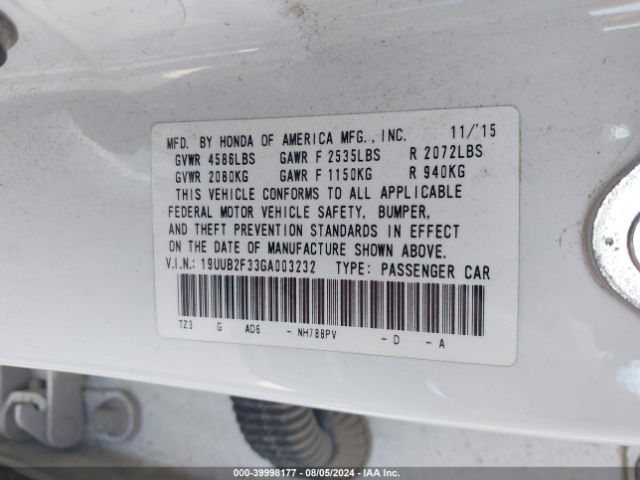 MFD. BY HONDA OF AMERICA MFG., INC. 11/'15
GVWR 4586LBS GAWR F 2535LBS R 2072LBS
GVWR 2080KG GAWR F 1150KG R 940KG
THIS VEHICLE CONFORMS TO ALL APPLICABLE
FEDERAL MOTOR VEHICLE SAFETY, BUMPER,
AND THEFT PREVENTION STANDARDS IN EFFECT
ON THE DATE OF MANUFACTURE SHOWN ABOVE.
V.I.N.: 19UUB2F33GA003232 TYPE: PASSENGER CAR
TZ3 G AD6 - NH788PV - D - A
000-39998177 - 08/05/2024 - IAA Inc.